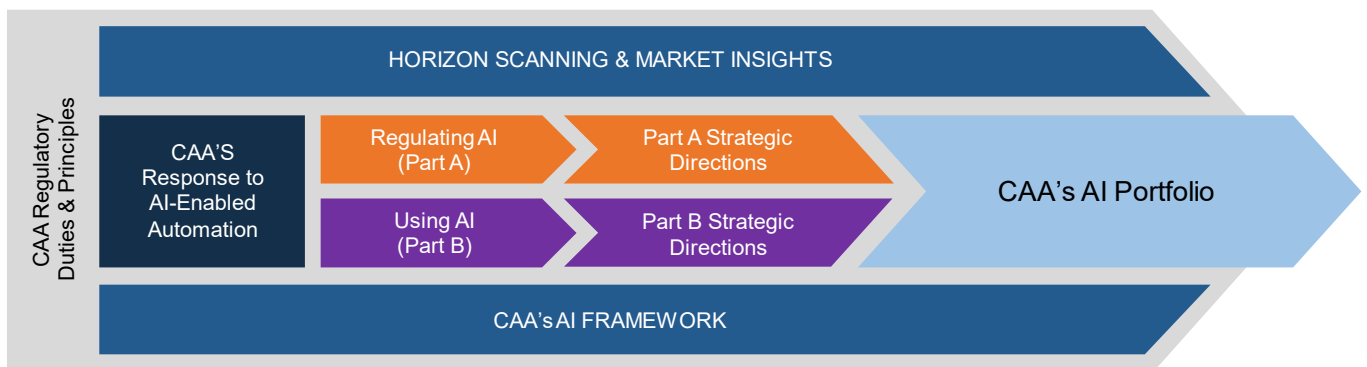 CAA Regulatory
Duties & Principles
HORIZON SCANNING & MARKET INSIGHTS
CAA'S
Response to
AI-Enabled
Automation
Regulating AI
(Part A)
Part A Strategic
Directions
Using AI
(Part B)
Part B Strategic
Directions
CAA's AI Portfolio
CAA's AI FRAMEWORK